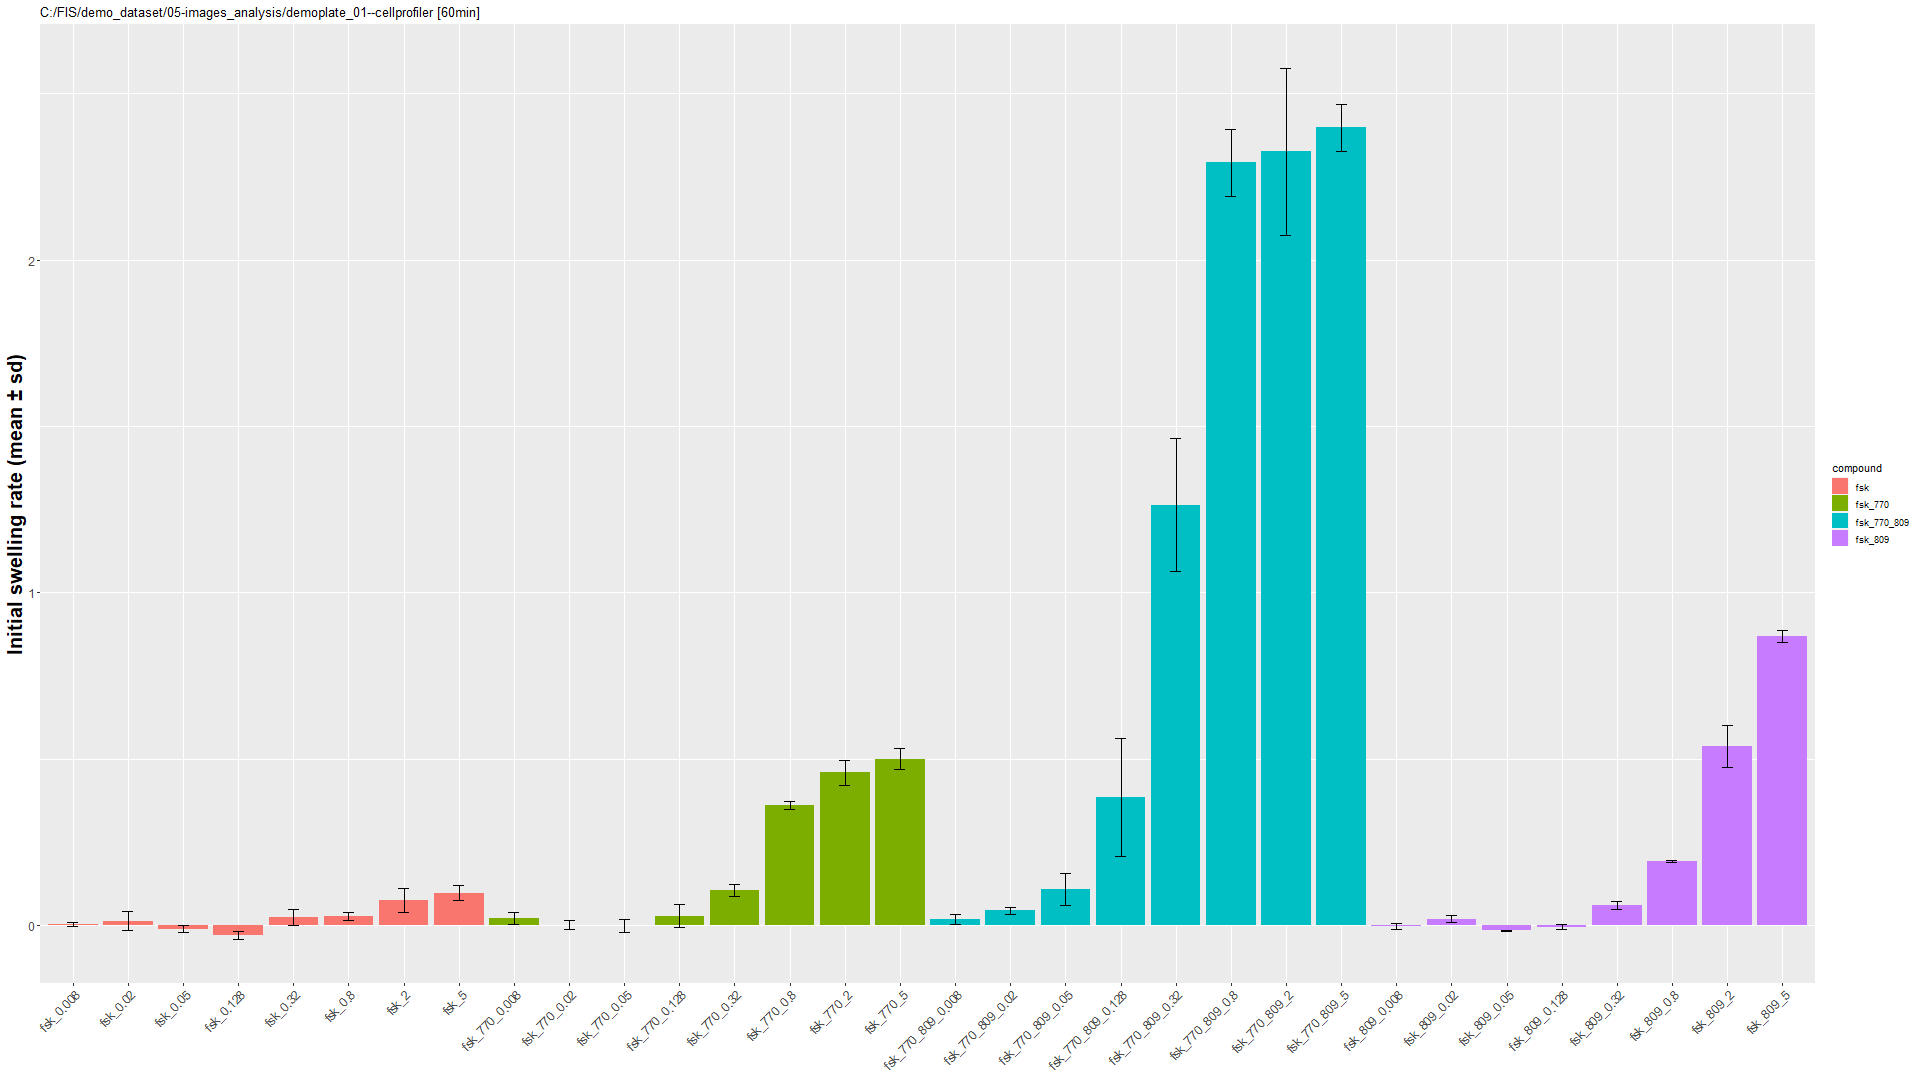 C:/FIS/demo_dataset/05-images_analysis/demoplate_01--cellprofiler [60min]
Initial swelling rate (mean ± sd)
2
1
0
fsk_0.008
fsk_0.02
fsk_0.05
fsk_0.128
fsk_0.32
fsk_0.8
fsk_2
fsk_5
fsk_770_0.008
fsk_770_0.02
fsk_770_0.05
fsk_770_0.128
fsk_770_0.32
fsk_770_0.8
fsk_770_2
fsk_770_5
fsk_770_809_0.008
fsk_770_809_0.02
fsk_770_809_0.05
fsk_770_809_0.128
fsk_770_809_0.32
fsk_770_809_0.8
fsk_770_809_2
fsk_770_809_5
fsk_809_0.008
fsk_809_0.02
fsk_809_0.05
fsk_809_0.128
fsk_809_0.32
fsk_809_0.8
fsk_809_2
fsk_809_5
compound
fsk
fsk_770
fsk_770_809
fsk_809